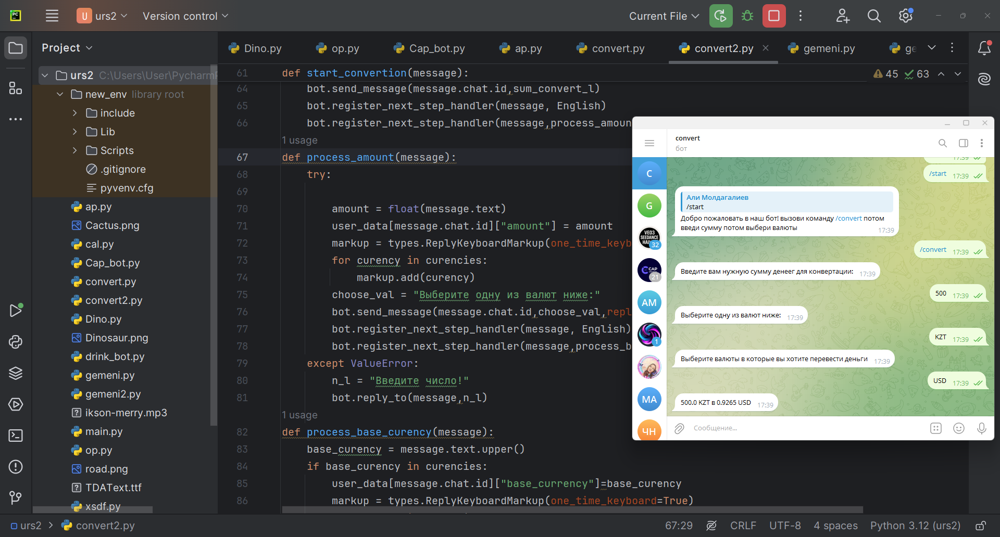 PC
U urs2
Version control
Current File
Project
Dino.py
op.py
Cap_bot.py
ap.py
convert.py
convert2.py
gemeni.py
ge
urs2 C:\Users\User\Pycharm
new_env library root
include
Lib
Scripts
.gitignore
pyvenv.cfg
ap.py
Cactus.png
cal.py
Cap_bot.py
convert.py
convert2.py
Dino.py
Dinosaur.png
drink_bot.py
gemeni.py
gemeni2.py
ikson-merry.mp3
main.py
op.py
road.png
TDAText.ttf
xsdf.py
45 63
61 def start_convertion(message):
64 bot.send_message(message.chat.id,sum_convert_l)
65 bot.register_next_step_handler(message, English)
66 bot.register_next_step_handler(message,process_amoun
1 usage
67 def process_amount(message):
68 try:
69
70 amount = float(message.text)
71 user_data[message.chat.id]["amount"] = amount
72 markup = types.ReplyKeyboardMarkup(one_time_keyb
73 for curency in curencies:
74 markup.add(curency)
75 choose_val = "Выберите одну из валют ниже:"
76 bot.send_message(message.chat.id,choose_val,repl
77 bot.register_next_step_handler(message, English)
78 bot.register_next_step_handler(message,process_b
79 except ValueError:
80 n_l = "Введите число!"
81 bot.reply_to(message,n_l)
1 usage
82 def process_base_curency(message):
83 base_curency = message.text.upper()
84 if base_curency in curencies:
85 user_data[message.chat.id]["base_currency"]=base_curency
86 markup = types.ReplyKeyboardMarkup(one_time_keyboard=True)
convert
бот
C
G
VEO3
SEEDANCE
32
CAP
21
AM
1
MA
ЧН
17:39
/start 17:39
Али Молдагалиев
/start
Добро пожаловать в наш бот! вызови команду /convert потом
введи сумму потом выбери валюты
17:39
/convert 17:39
Введите вам нужную сумму денеег для конвертации: 17:39
500 17:39
Выберите одну из валют ниже: 17:39
KZT 17:39
Выберите валюты в которые вы хотите перевести деньги 17:39
USD 17:39
500.0 KZT в 0.9265 USD 17:39
Сообщение...
urs2 > convert2.py
67:29 CRLF UTF-8 4 spaces Python 3.12 (urs2)